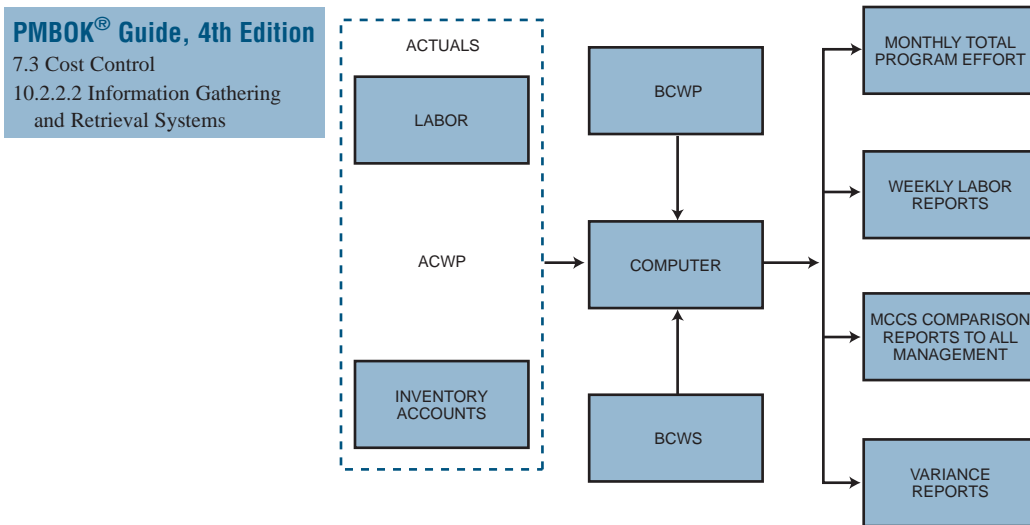 PMBOK® Guide, 4th Edition
7.3 Cost Control
10.2.2.2 Information Gathering
and Retrieval Systems
ACTUALS
LABOR
ACWP
INVENTORY
ACCOUNTS
BCWP
COMPUTER
BCWS
MONTHLY TOTAL
PROGRAM EFFORT
WEEKLY LABOR
REPORTS
MCCS COMPARISON
REPORTS TO ALL
MANAGEMENT
VARIANCE
REPORTS